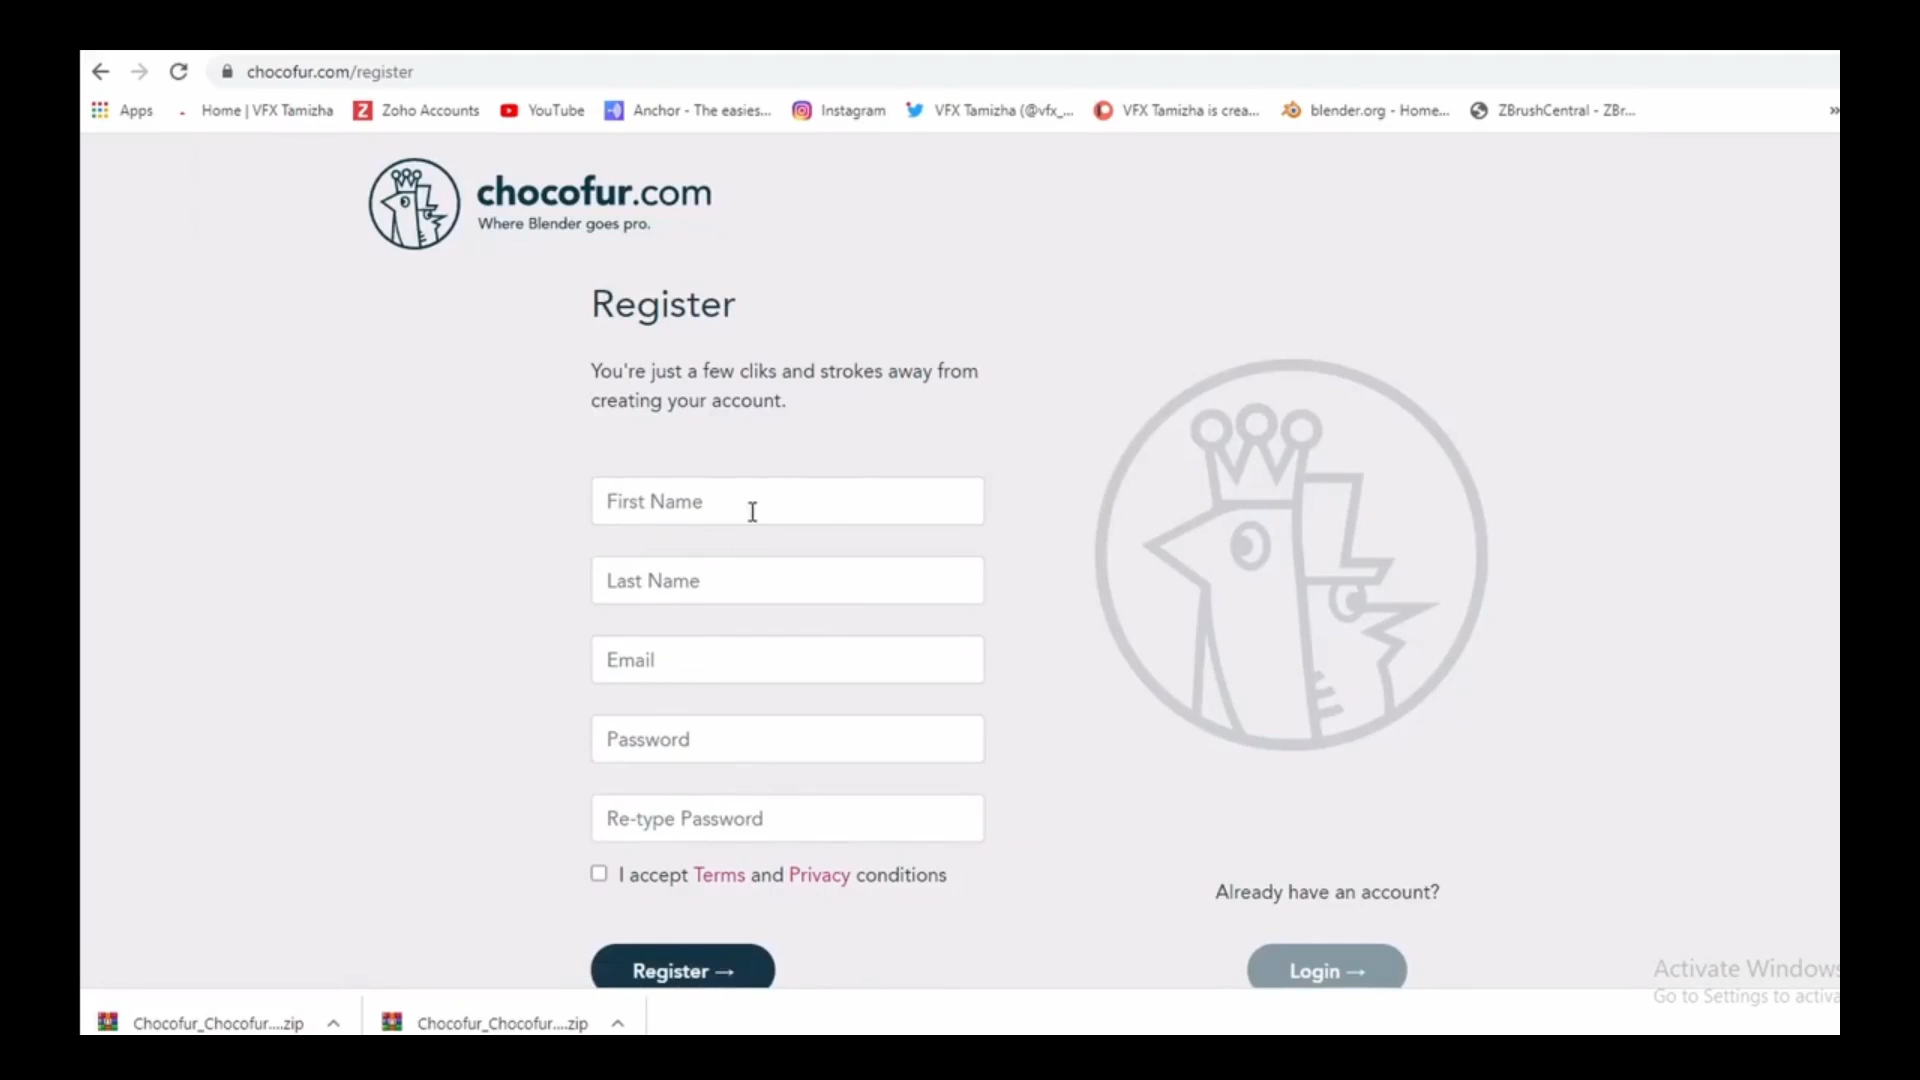 chocofur.com/register
Apps
Home | VFX Tamizha
Zoho Accounts
YouTube
Anchor - The easies...
Instagram
VFX Tamizha (@vfx_...
VFX Tamizha is crea...
blender.org - Home...
ZBrushCentral - ZBr...
»
chocofur.com
Where Blender goes pro.
Register
You're just a few cliks and strokes away from
creating your account.
First Name
Last Name
Email
Password
Re-type Password
I accept Terms and Privacy conditions
Already have an account?
Register →
Login →
Activate Windows
Go to Settings to activa
Chocofur_Chocofur....zip
Chocofur_Chocofur....zip